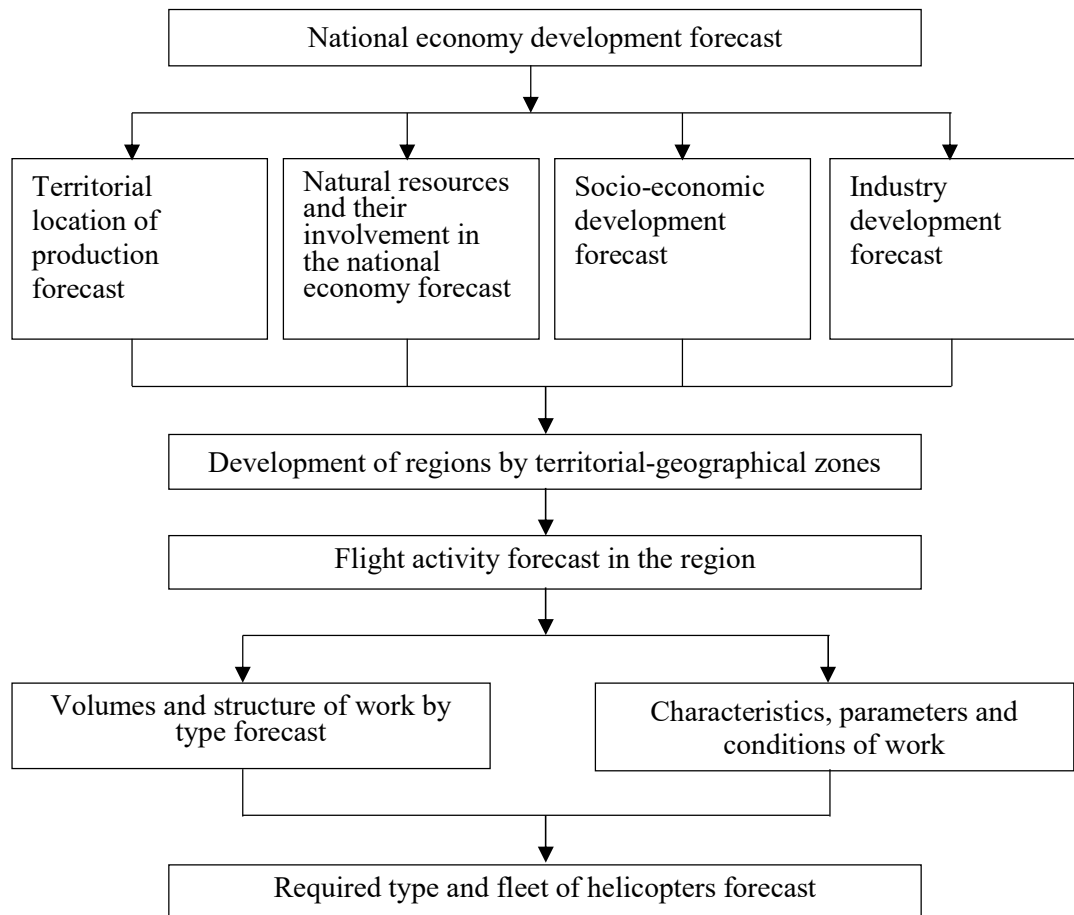 National economy development forecast
Territorial
location of
production
forecast
Natural resources
and their
involvement in
the national
economy forecast
Socio-economic
development
forecast
Industry
development
forecast
Development of regions by territorial-geographical zones
Flight activity forecast in the region
Volumes and structure of work by
type forecast
Characteristics, parameters and
conditions of work
Required type and fleet of helicopters forecast